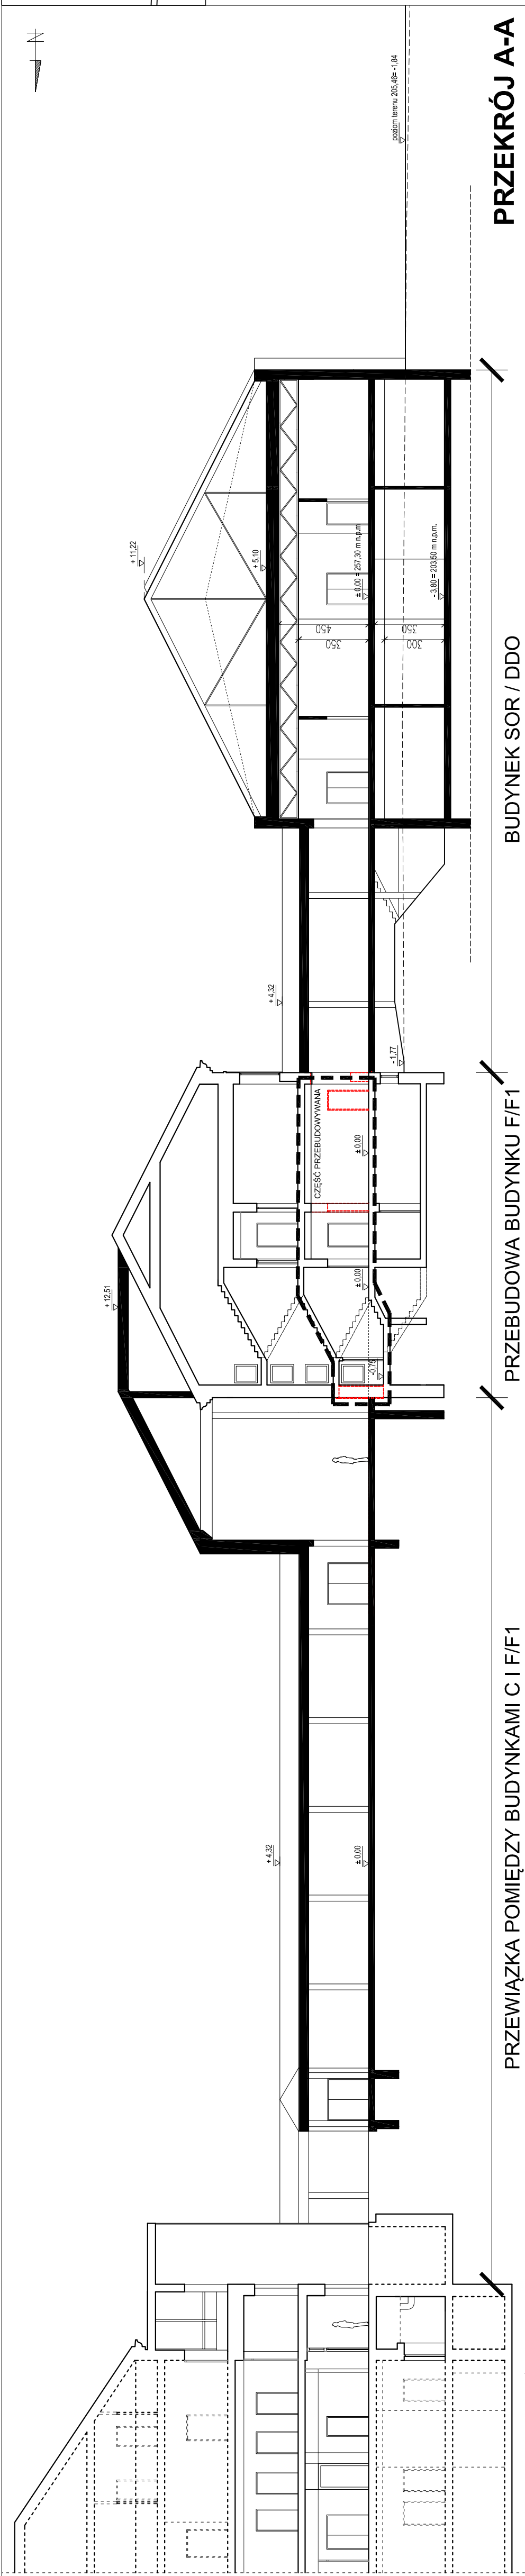 N
PRZEKRÓJ A-A
poziom terenu 205,46= -1,84
+ 11,22
+ 5,10
± 0,00 = 257,30 m n.p.m.
- 3,80 = 203,50 m n.p.m.
450
350
350
300
BUDYNEK SOR / DDO
+ 4,32
- 1,77
CZĘŚĆ PRZEBUDOWYWANA
± 0,00
± 0,00
-0,75
+ 12,51
PRZEBUDOWA BUDYNKU F/F1
+ 4,32
± 0,00
PRZEWIĄZKA POMIĘDZY BUDYNKAMI C I F/F1